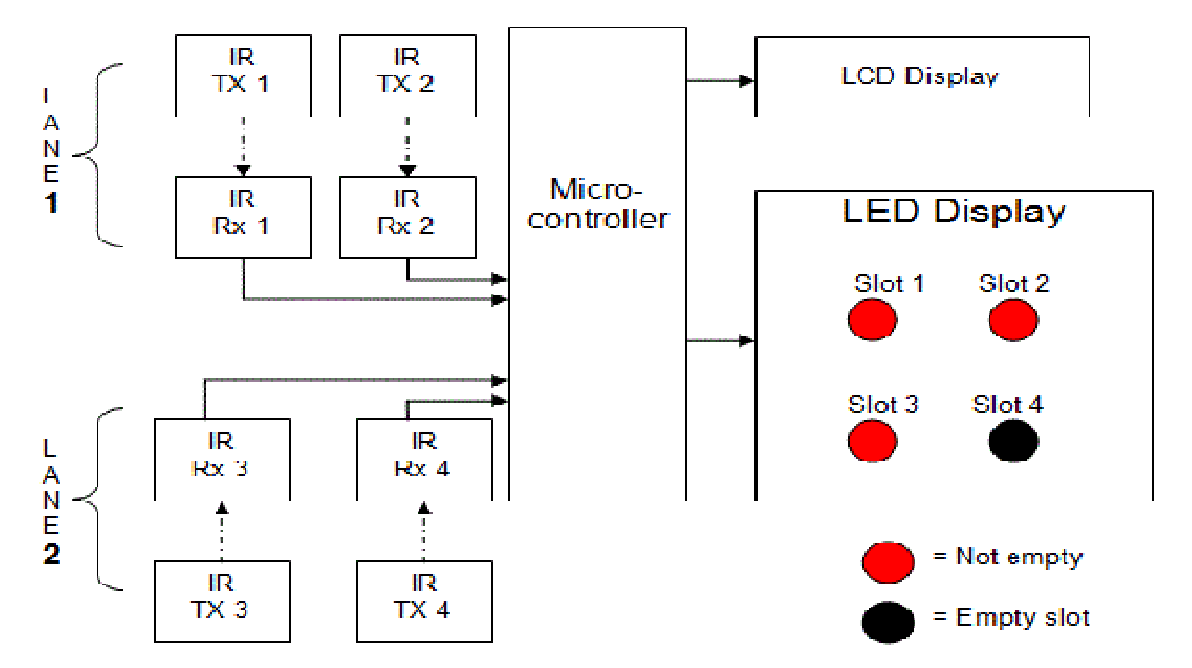 LANE 1
IR
TX 1
IR
TX 2
IR
Rx 1
IR
Rx 2
Micro-
controller
LCD Display
LED Display
Slot 1
Slot 2
Slot 3
Slot 4
LANE 2
IR
Rx 3
IR
Rx 4
IR
TX 3
IR
TX 4
= Not empty
= Empty slot